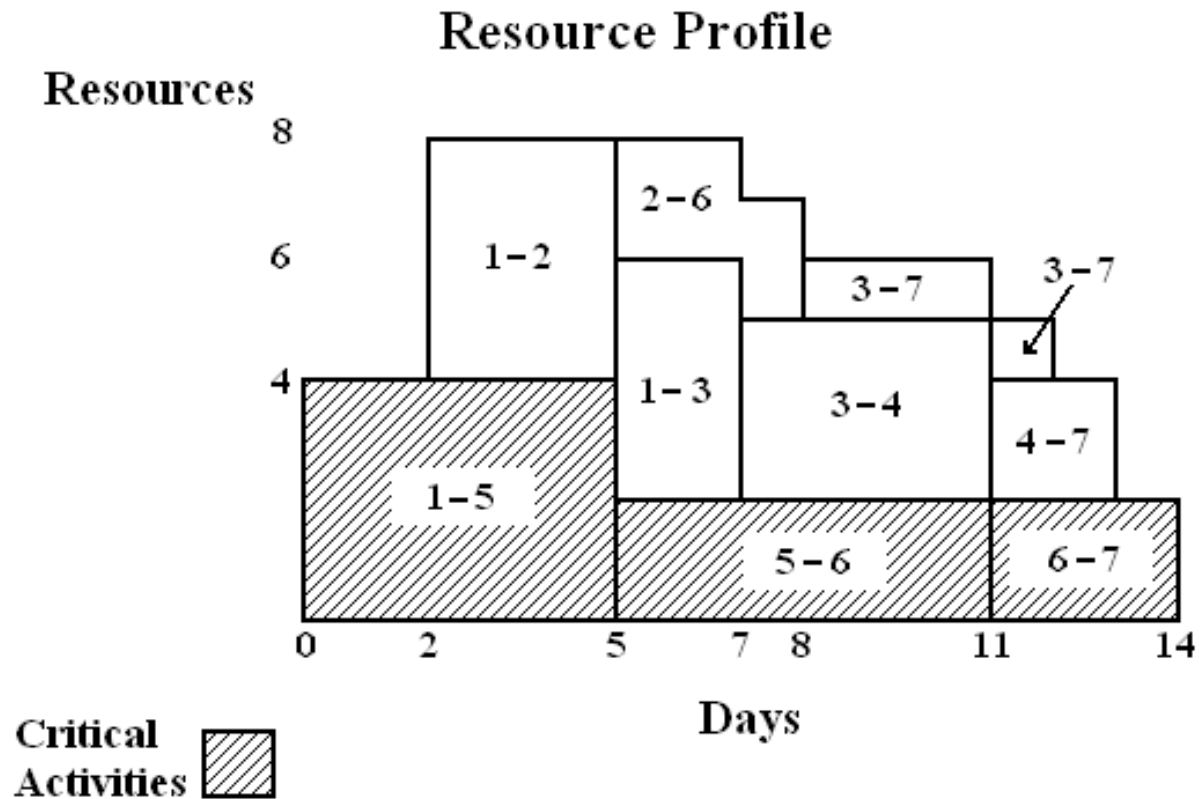 Resource Profile
Resources
8
2-6
1-2
6
3-7
3-7
4
1-3
3-4
4-7
1-5
5-6
6-7
0 2 5 7 8 11 14
Days
Critical
Activities